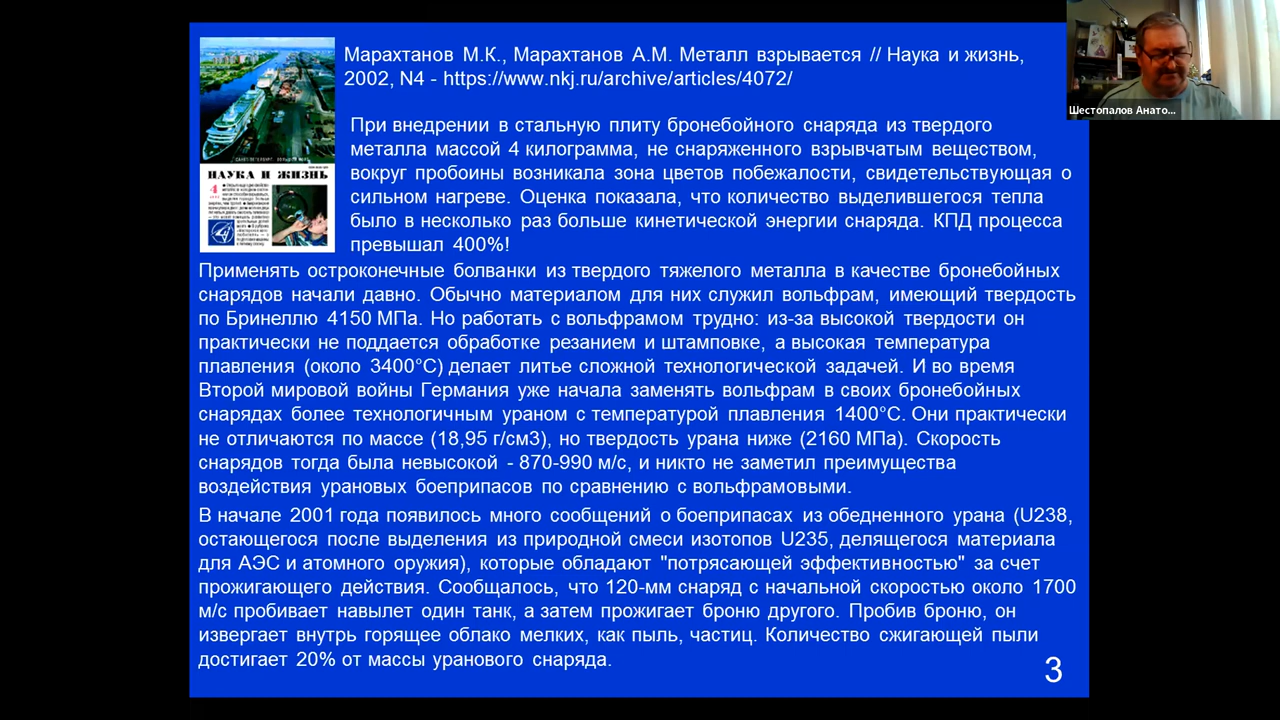 Марахтанов М.К., Марахтанов А.М. Металл взрывается // Наука и жизнь,
2002, N4 - https://www.nkj.ru/archive/articles/4072/
Шестопалов Анато...
При внедрении в стальную плиту бронебойного снаряда из твердого
металла массой 4 килограмма, не снаряженного взрывчатым веществом,
вокруг пробоины возникала зона цветов побежалости, свидетельствующая о
сильном нагреве. Оценка показала, что количество выделившегося тепла
было в несколько раз больше кинетической энергии снаряда. КПД процесса
превышал 400%!
НАУКА И ЖИЗНЬ
Применять остроконечные болванки из твердого тяжелого металла в качестве бронебойных
снарядов начали давно. Обычно материалом для них служил вольфрам, имеющий твердость
по Бринеллю 4150 МПа. Но работать с вольфрамом трудно: из-за высокой твердости он
практически не поддается обработке резанием и штамповке, а высокая температура
плавления (около 3400°С) делает литье сложной технологической задачей. И во время
Второй мировой войны Германия уже начала заменять вольфрам в своих бронебойных
снарядах более технологичным ураном с температурой плавления 1400°С. Они практически
не отличаются по массе (18,95 г/см3), но твердость урана ниже (2160 МПа). Скорость
снарядов тогда была невысокой - 870-990 м/с, и никто не заметил преимущества
воздействия урановых боеприпасов по сравнению с вольфрамовыми.
В начале 2001 года появилось много сообщений о боеприпасах из обедненного урана (U238,
остающегося после выделения из природной смеси изотопов U235, делящегося материала
для АЭС и атомного оружия), которые обладают "потрясающей эффективностью" за счет
прожигающего действия. Сообщалось, что 120-мм снаряд с начальной скоростью около 1700
м/с пробивает навылет один танк, а затем прожигает броню другого. Пробив броню, он
извергает внутрь горящее облако мелких, как пыль, частиц. Количество сжигающей пыли
достигает 20% от массы уранового снаряда.
3